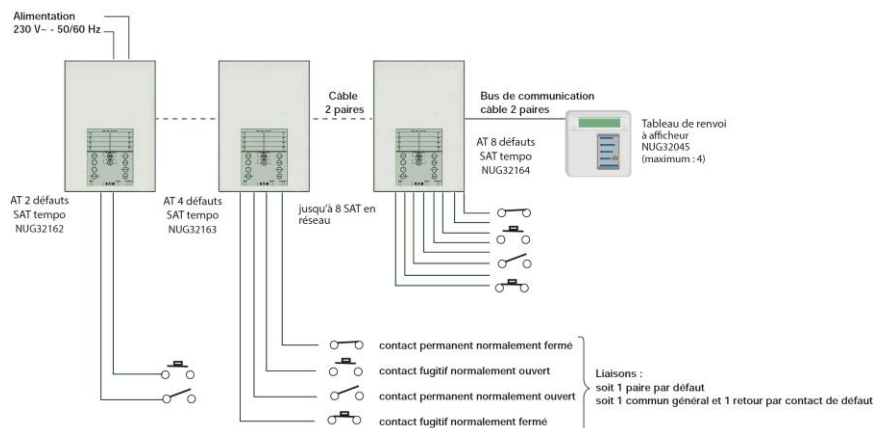 Alimentation
230 V~ - 50/60 Hz
Câble
2 paires
Bus de communication
câble 2 paires
Tableau de renvoi
à afficheur
NUG32045
(maximum : 4)
AT 8 défauts
SAT tempo
NUG32164
AT 2 défauts
SAT tempo
NUG32162
AT 4 défauts
SAT tempo
NUG32163
jusqu'à 8 SAT en
réseau
contact permanent normalement fermé
contact fugitif normalement ouvert
contact permanent normalement ouvert
contact fugitif normalement fermé
Liaisons :
soit 1 paire par défaut
soit 1 commun général et 1 retour par contact de défaut